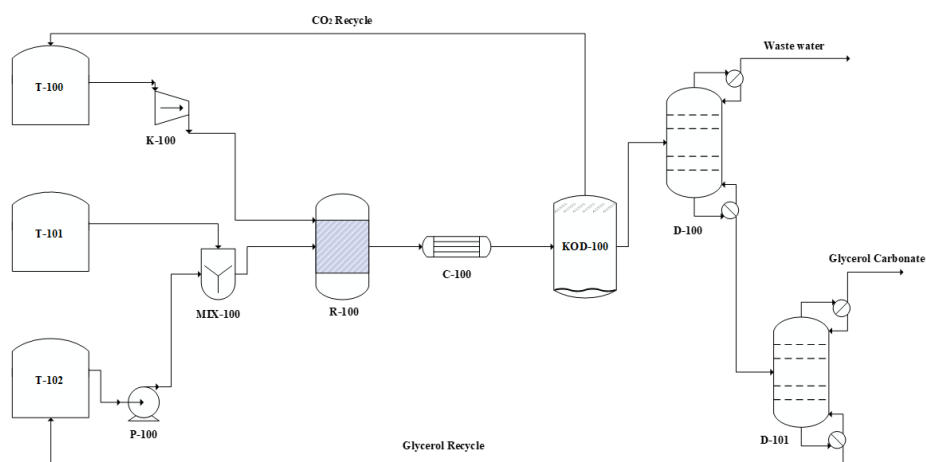 CO₂ Recycle
Waste water
T-100
K-100
T-101
MIX-100
R-100
C-100
KOD-100
D-100
Glycerol Carbonate
T-102
P-100
Glycerol Recycle
D-101